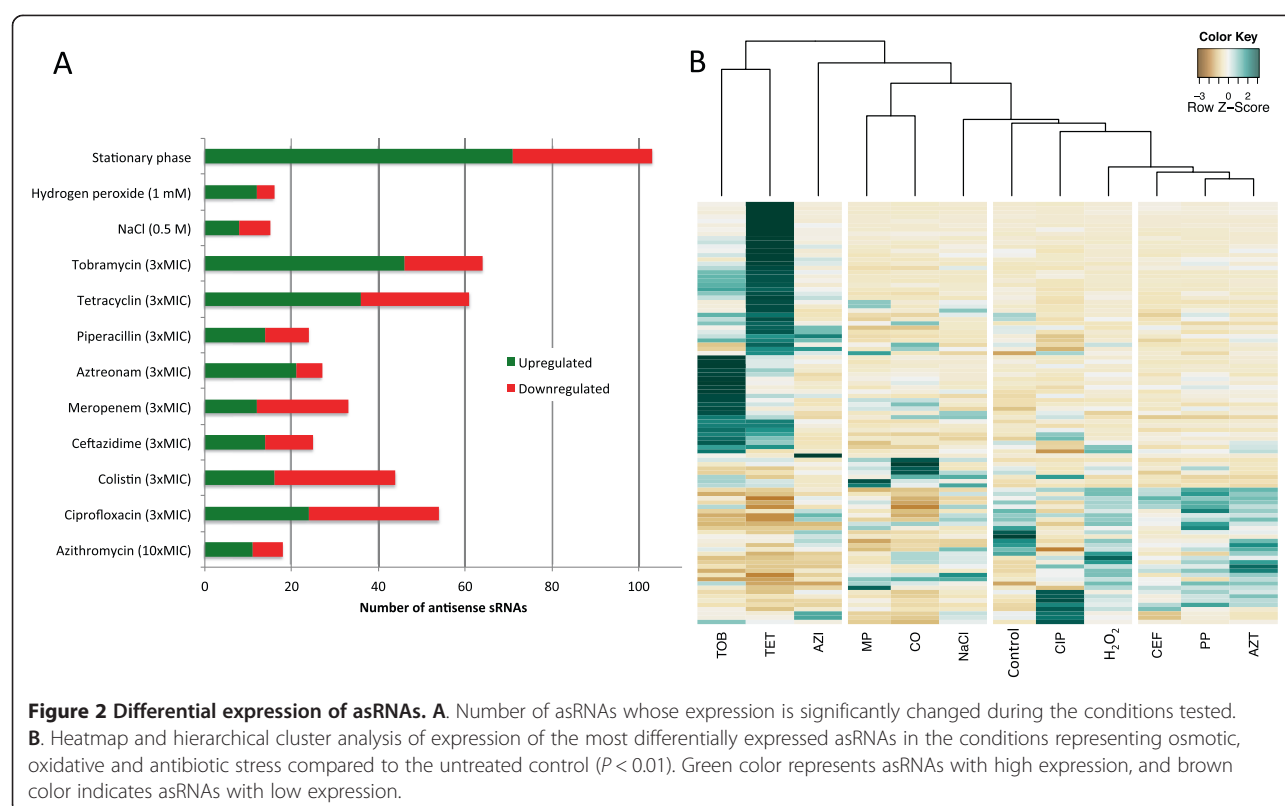 A
Stationary phase
Hydrogen peroxide (1 mM)
NaCl (0.5 M)
Tobramycin (3xMIC)
Tetracyclin (3xMIC)
Piperacillin (3xMIC)
Aztreonam (3xMIC)
Meropenem (3xMIC)
Ceftazidime (3xMIC)
Colistin (3xMIC)
Ciprofloxacin (3xMIC)
Azithromycin (10xMIC)
0 20 40 60 80 100
Number of antisense sRNAs
Upregulated
Downregulated
B
Color Key
−3 0 2
Row Z−Score
TOB TET AZI MP CO NaCl Control CIP H₂O₂ CEF PP AZT
Figure 2 Differential expression of asRNAs. A. Number of asRNAs whose expression is significantly changed during the conditions tested.
B. Heatmap and hierarchical cluster analysis of expression of the most differentially expressed asRNAs in the conditions representing osmotic,
oxidative and antibiotic stress compared to the untreated control (P < 0.01). Green color represents asRNAs with high expression, and brown
color indicates asRNAs with low expression.